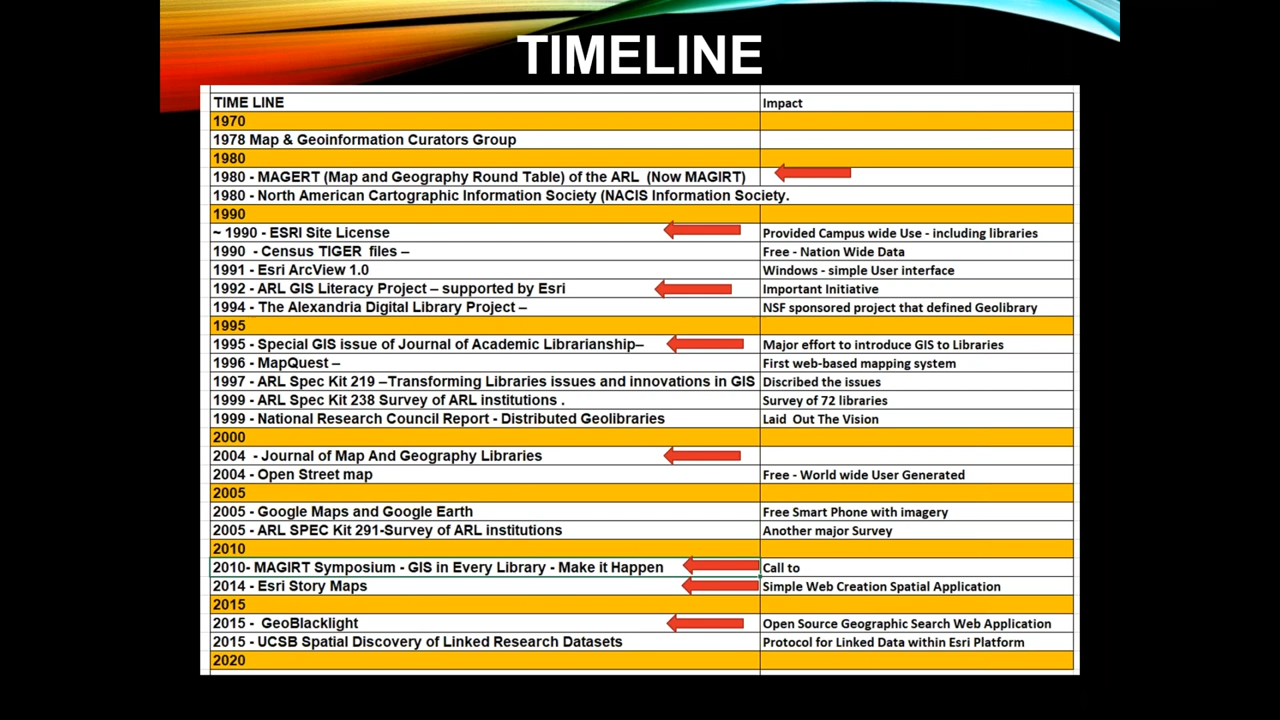 TIMELINE
TIME LINE Impact
1970
1978 Map & Geoinformation Curators Group
1980
1980 - MAGERT (Map and Geography Round Table) of the ARL (Now MAGIRT)
1980 - North American Cartographic Information Society (NACIS Information Society.
1990
~ 1990 - ESRI Site License Provided Campus wide Use - including libraries
1990 - Census TIGER files – Free - Nation Wide Data
1991 - Esri ArcView 1.0 Windows - simple User interface
1992 - ARL GIS Literacy Project – supported by Esri Important Initiative
1994 - The Alexandria Digital Library Project – NSF sponsored project that defined Geolibrary
1995
1995 - Special GIS issue of Journal of Academic Librarianship– Major effort to introduce GIS to Libraries
1996 - MapQuest – First web-based mapping system
1997 - ARL Spec Kit 219 –Transforming Libraries issues and innovations in GIS Discribed the issues
1999 - ARL Spec Kit 238 Survey of ARL institutions . Survey of 72 libraries
1999 - National Research Council Report - Distributed Geolibraries Laid Out The Vision
2000
2004 - Journal of Map And Geography Libraries
2004 - Open Street map Free - World wide User Generated
2005
2005 - Google Maps and Google Earth Free Smart Phone with imagery
2005 - ARL SPEC Kit 291-Survey of ARL institutions Another major Survey
2010
2010- MAGIRT Symposium - GIS in Every Library - Make it Happen Call to
2014 - Esri Story Maps Simple Web Creation Spatial Application
2015
2015 - GeoBlacklight Open Source Geographic Search Web Application
2015 - UCSB Spatial Discovery of Linked Research Datasets Protocol for Linked Data within Esri Platform
2020